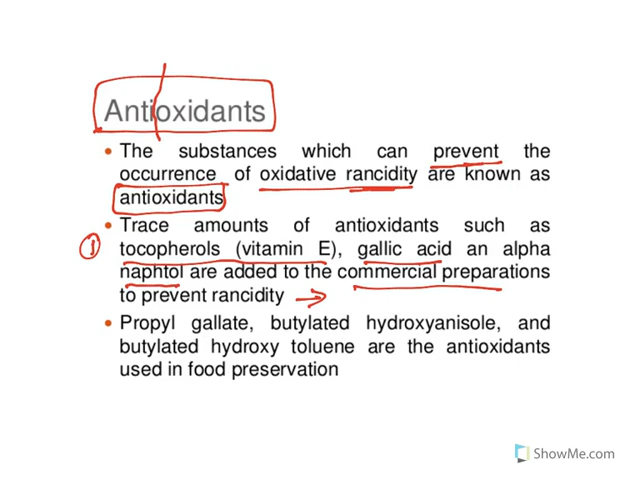 Antioxidants
• The substances which can prevent the
occurrence of oxidative rancidity are known as
antioxidants
• Trace amounts of antioxidants such as
1 tocopherols (vitamin E), gallic acid an alpha
naphtol are added to the commercial preparations
to prevent rancidity →
• Propyl gallate, butylated hydroxyanisole, and
butylated hydroxy toluene are the antioxidants
used in food preservation
ShowMe.com